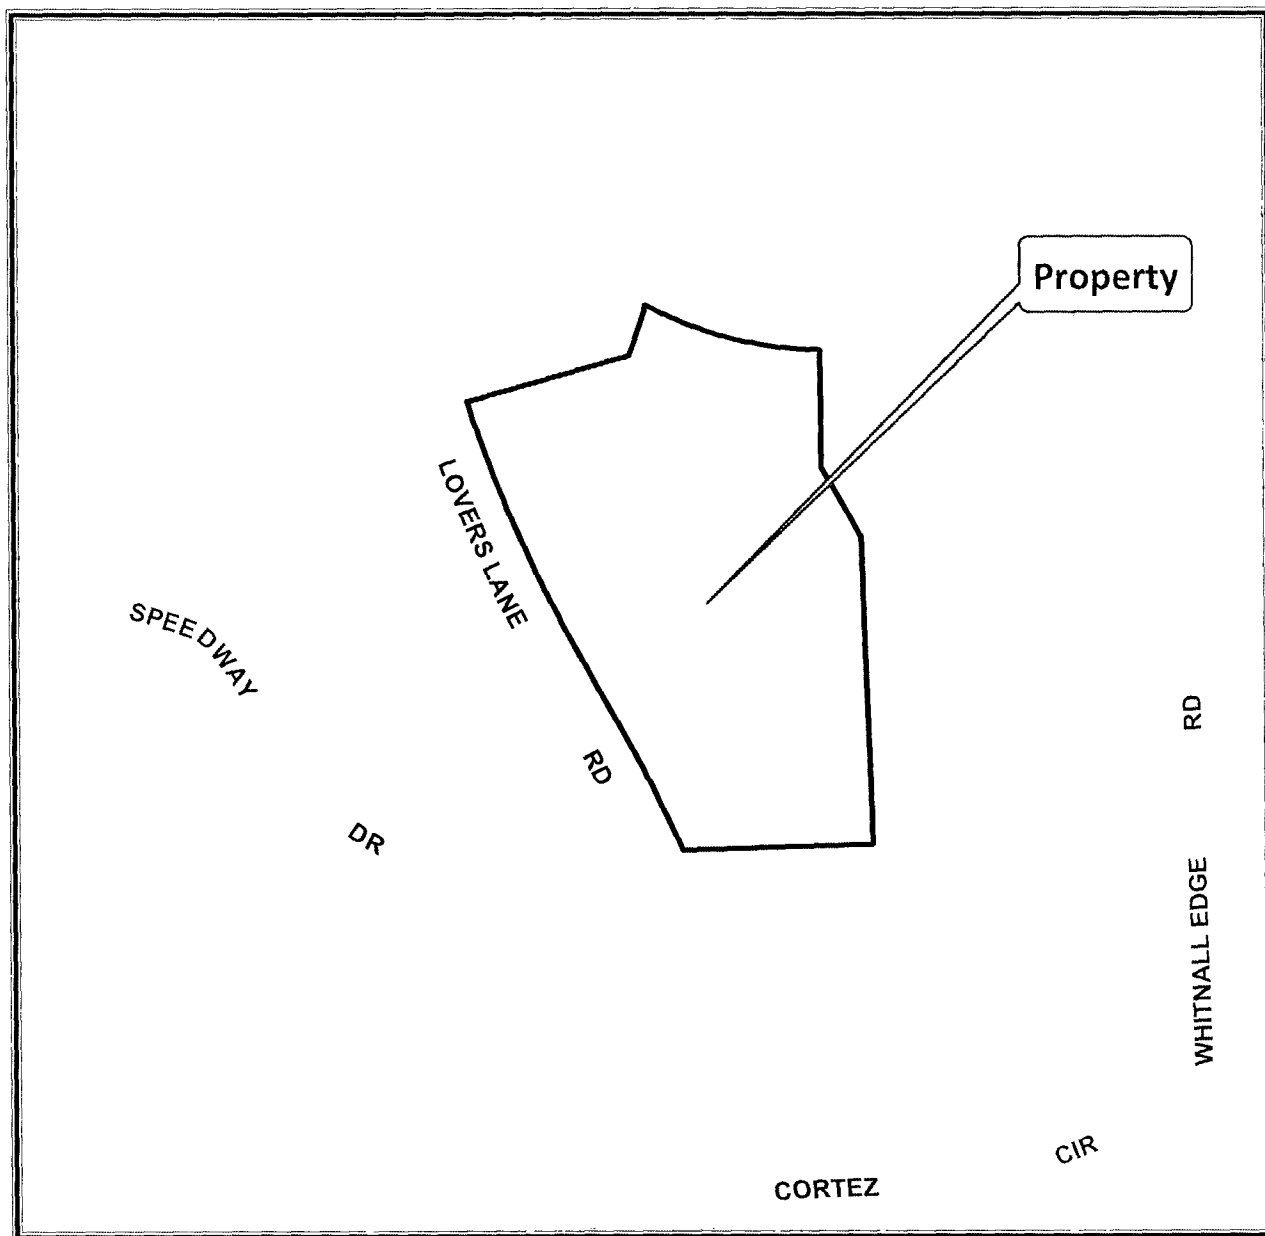 Property
LOVERS LANE
RD
SPEEDWAY
DR
RD
WHITNALL EDGE
CIR
CORTEZ